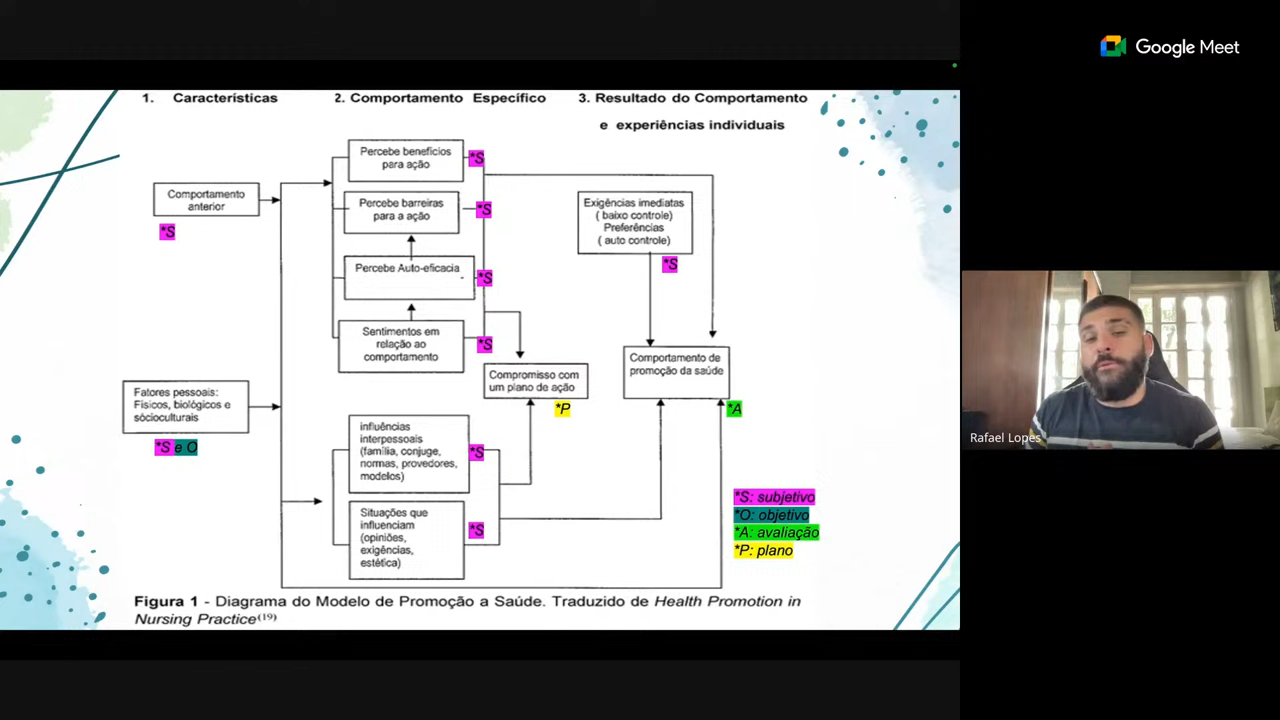 Google Meet
1. Características
2. Comportamento Específico
3. Resultado do Comportamento
e experiências individuais
Comportamento
anterior
*S
Fatores pessoais:
Físicos, biológicos e
sócioculturais
*S e O
Percebe benefícios
para ação
*S
Percebe barreiras
para a ação
*S
Percebe Auto-eficacia
*S
Sentimentos em
relação ao
comportamento
*S
influências
interpessoais
(família, conjuge,
normas, provedores,
modelos)
*S
Situações que
influenciam
(opiniões,
exigências,
estética)
*S
Compromisso com
um plano de ação
*P
Exigências imediatas
( baixo controle)
Preferências
( auto controle)
*S
Comportamento de
promoção da saúde
*A
*S: subjetivo
*O: objetivo
*A: avaliação
*P: plano
Figura 1 - Diagrama do Modelo de Promoção a Saúde. Traduzido de Health Promotion in
Nursing Practice(19)
Rafael Lopes